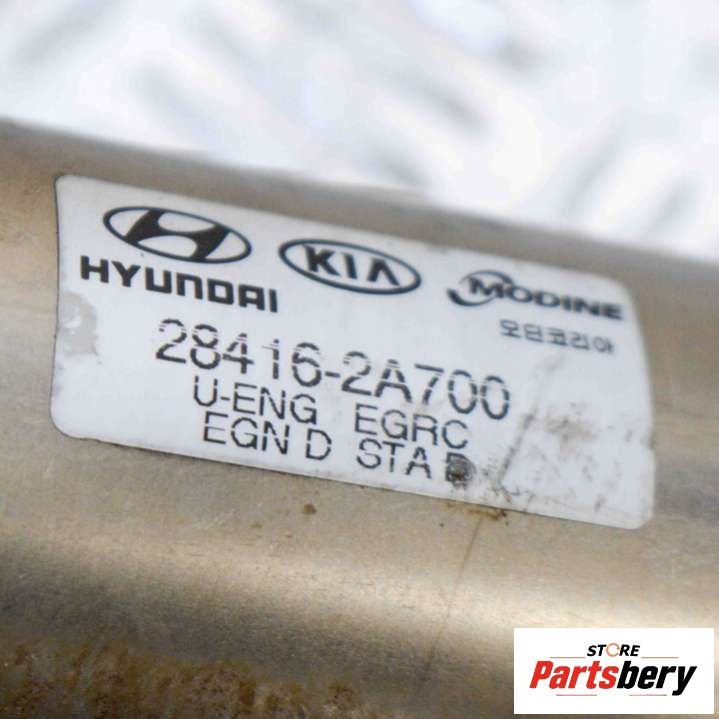 HYUNDAI KIA MODINE
모딘코리아
28416-2A700
U-ENG EGRC
EGN D STA D
STORE
Partsbery